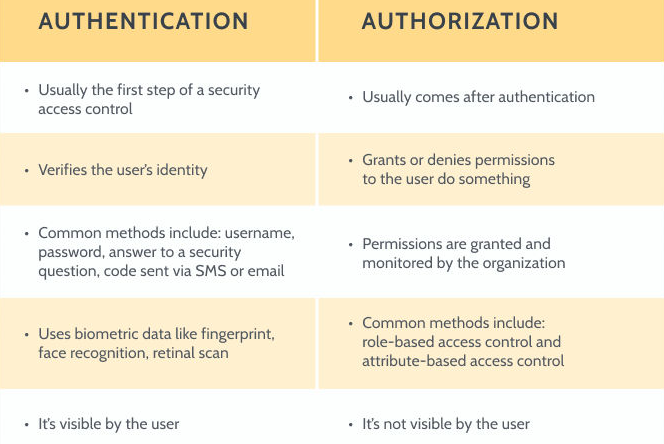 AUTHENTICATION
AUTHORIZATION
• Usually the first step of a security
access control
• Usually comes after authentication
• Verifies the user's identity
• Grants or denies permissions
to the user do something
• Common methods include: username,
password, answer to a security
question, code sent via SMS or email
• Permissions are granted and
monitored by the organization
• Uses biometric data like fingerprint,
face recognition, retinal scan
• Common methods include:
role-based access control and
attribute-based access control
• It's visible by the user
• It's not visible by the user